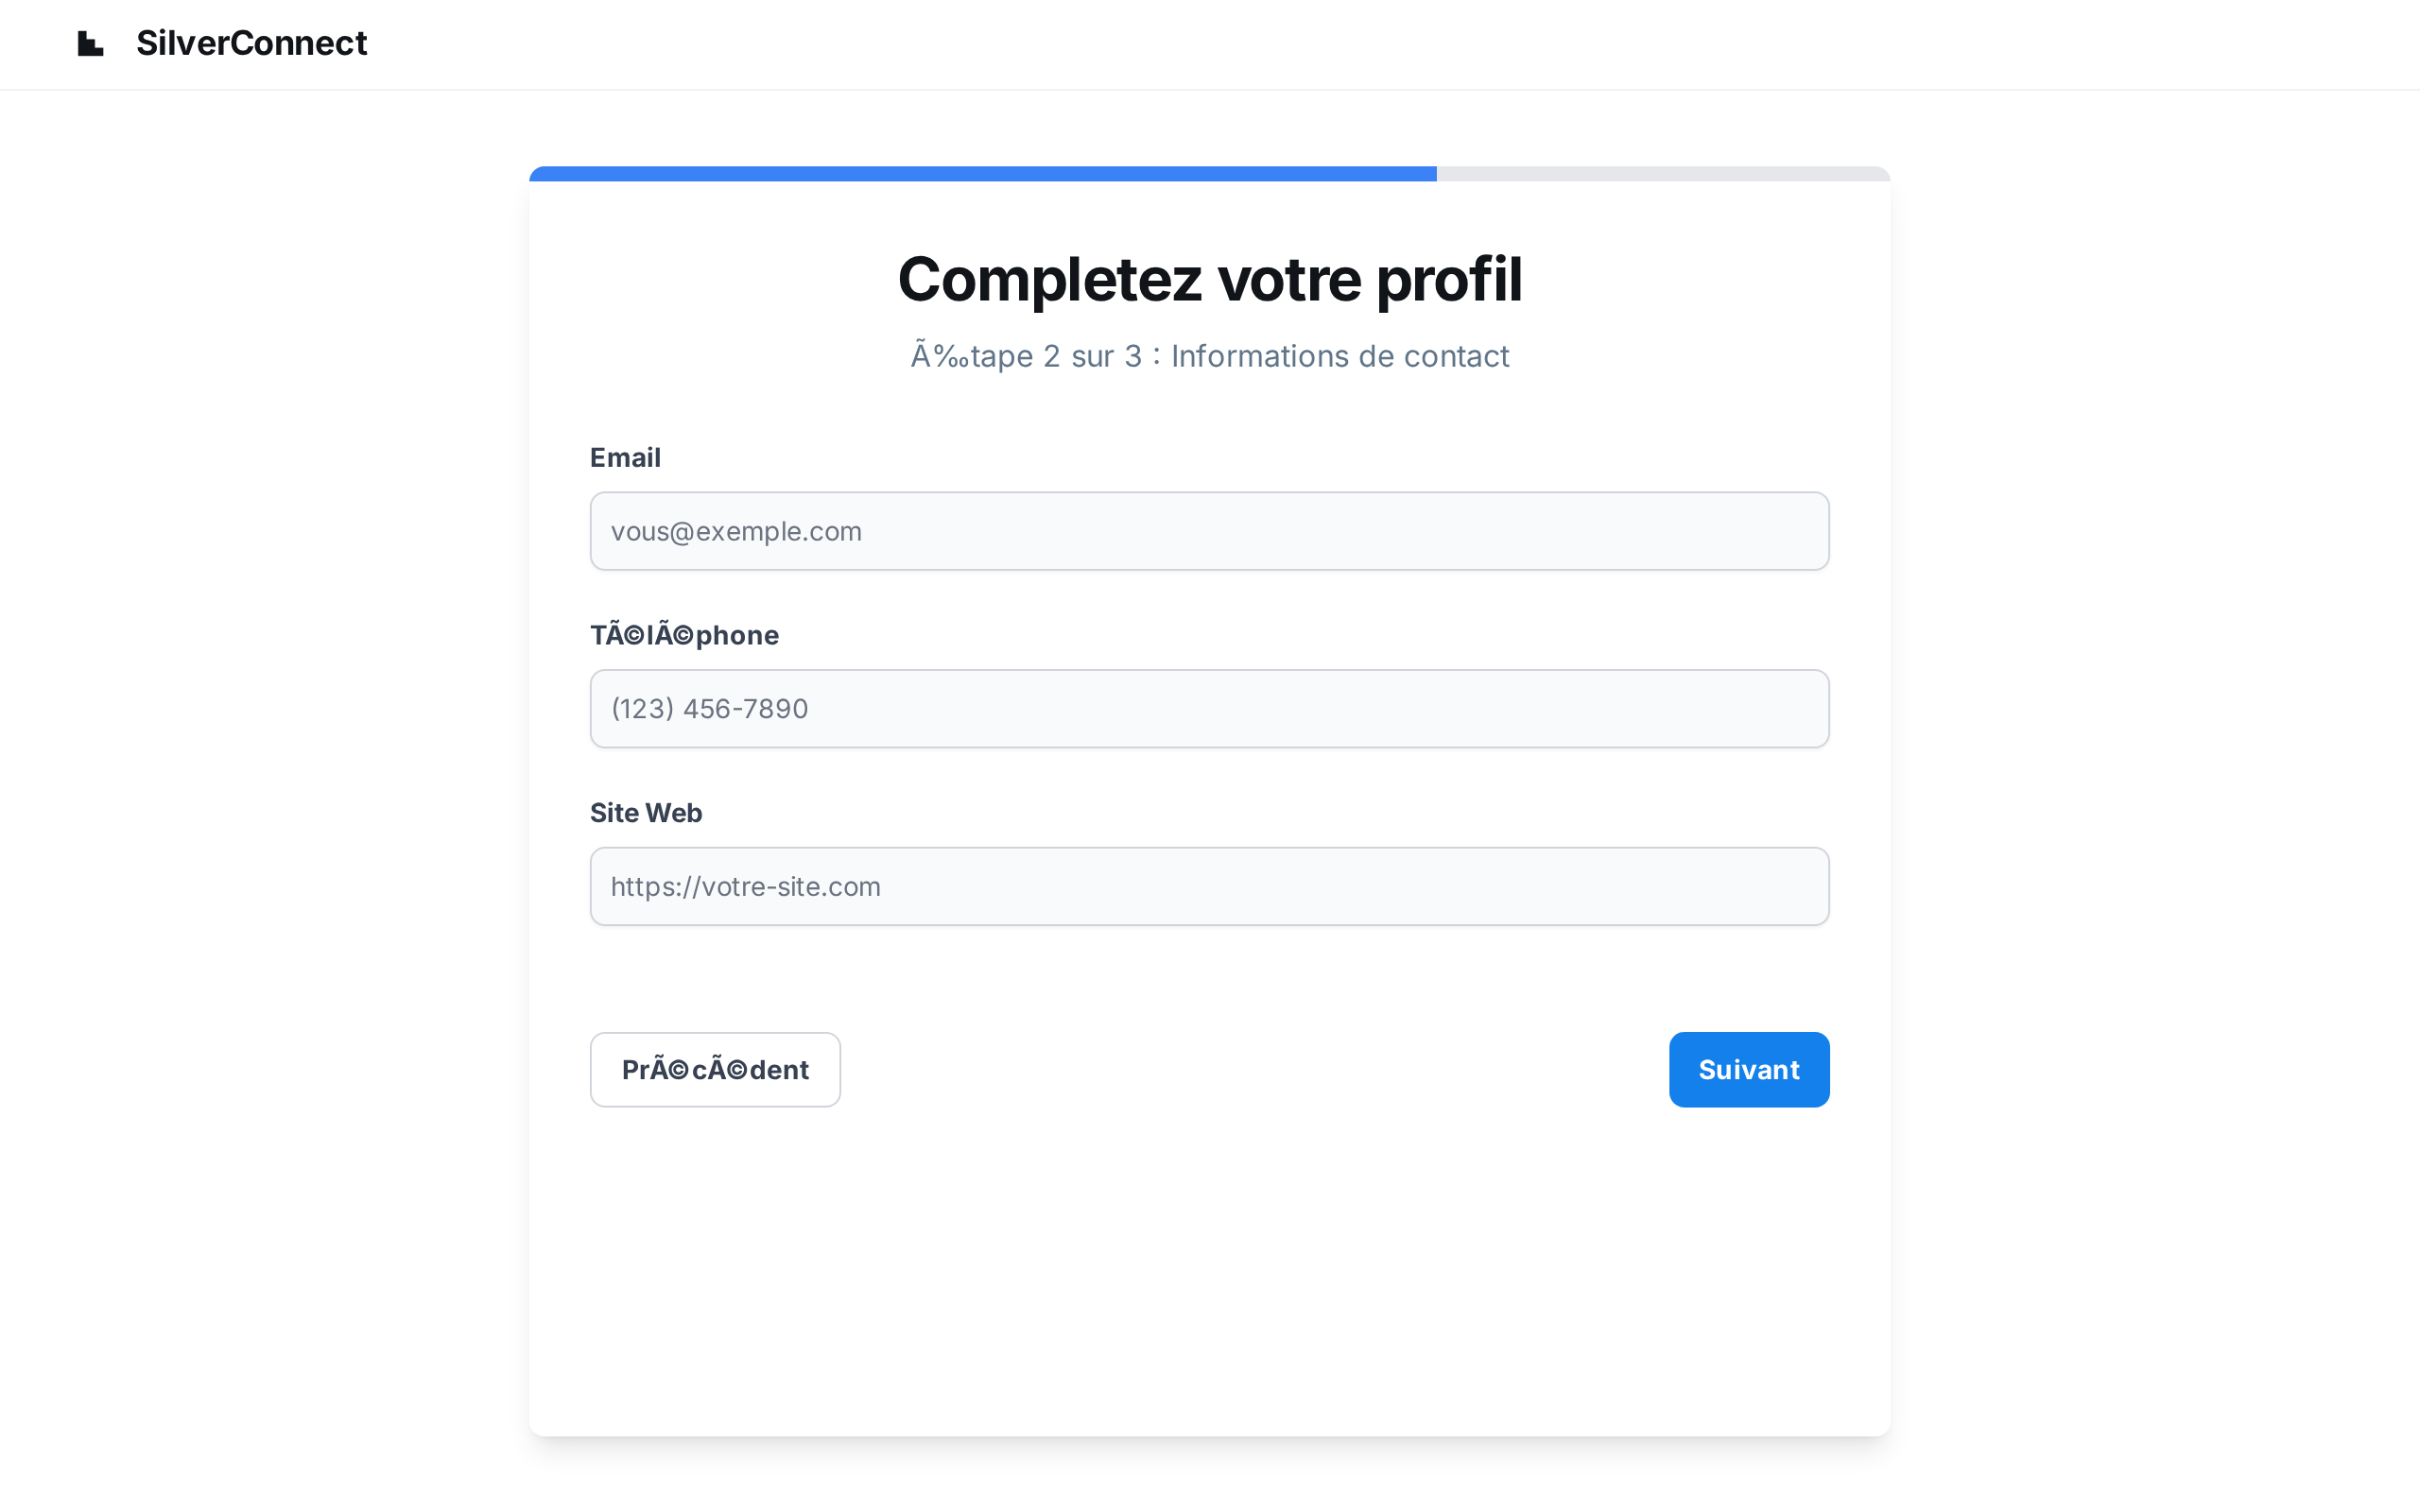 SilverConnect
Completez votre profil
Ã‰tape 2 sur 3 : Informations de contact
Email
vous@exemple.com
TÃ©lÃ©phone
(123) 456-7890
Site Web
https://votre-site.com
PrÃ©cÃ©dent
Suivant